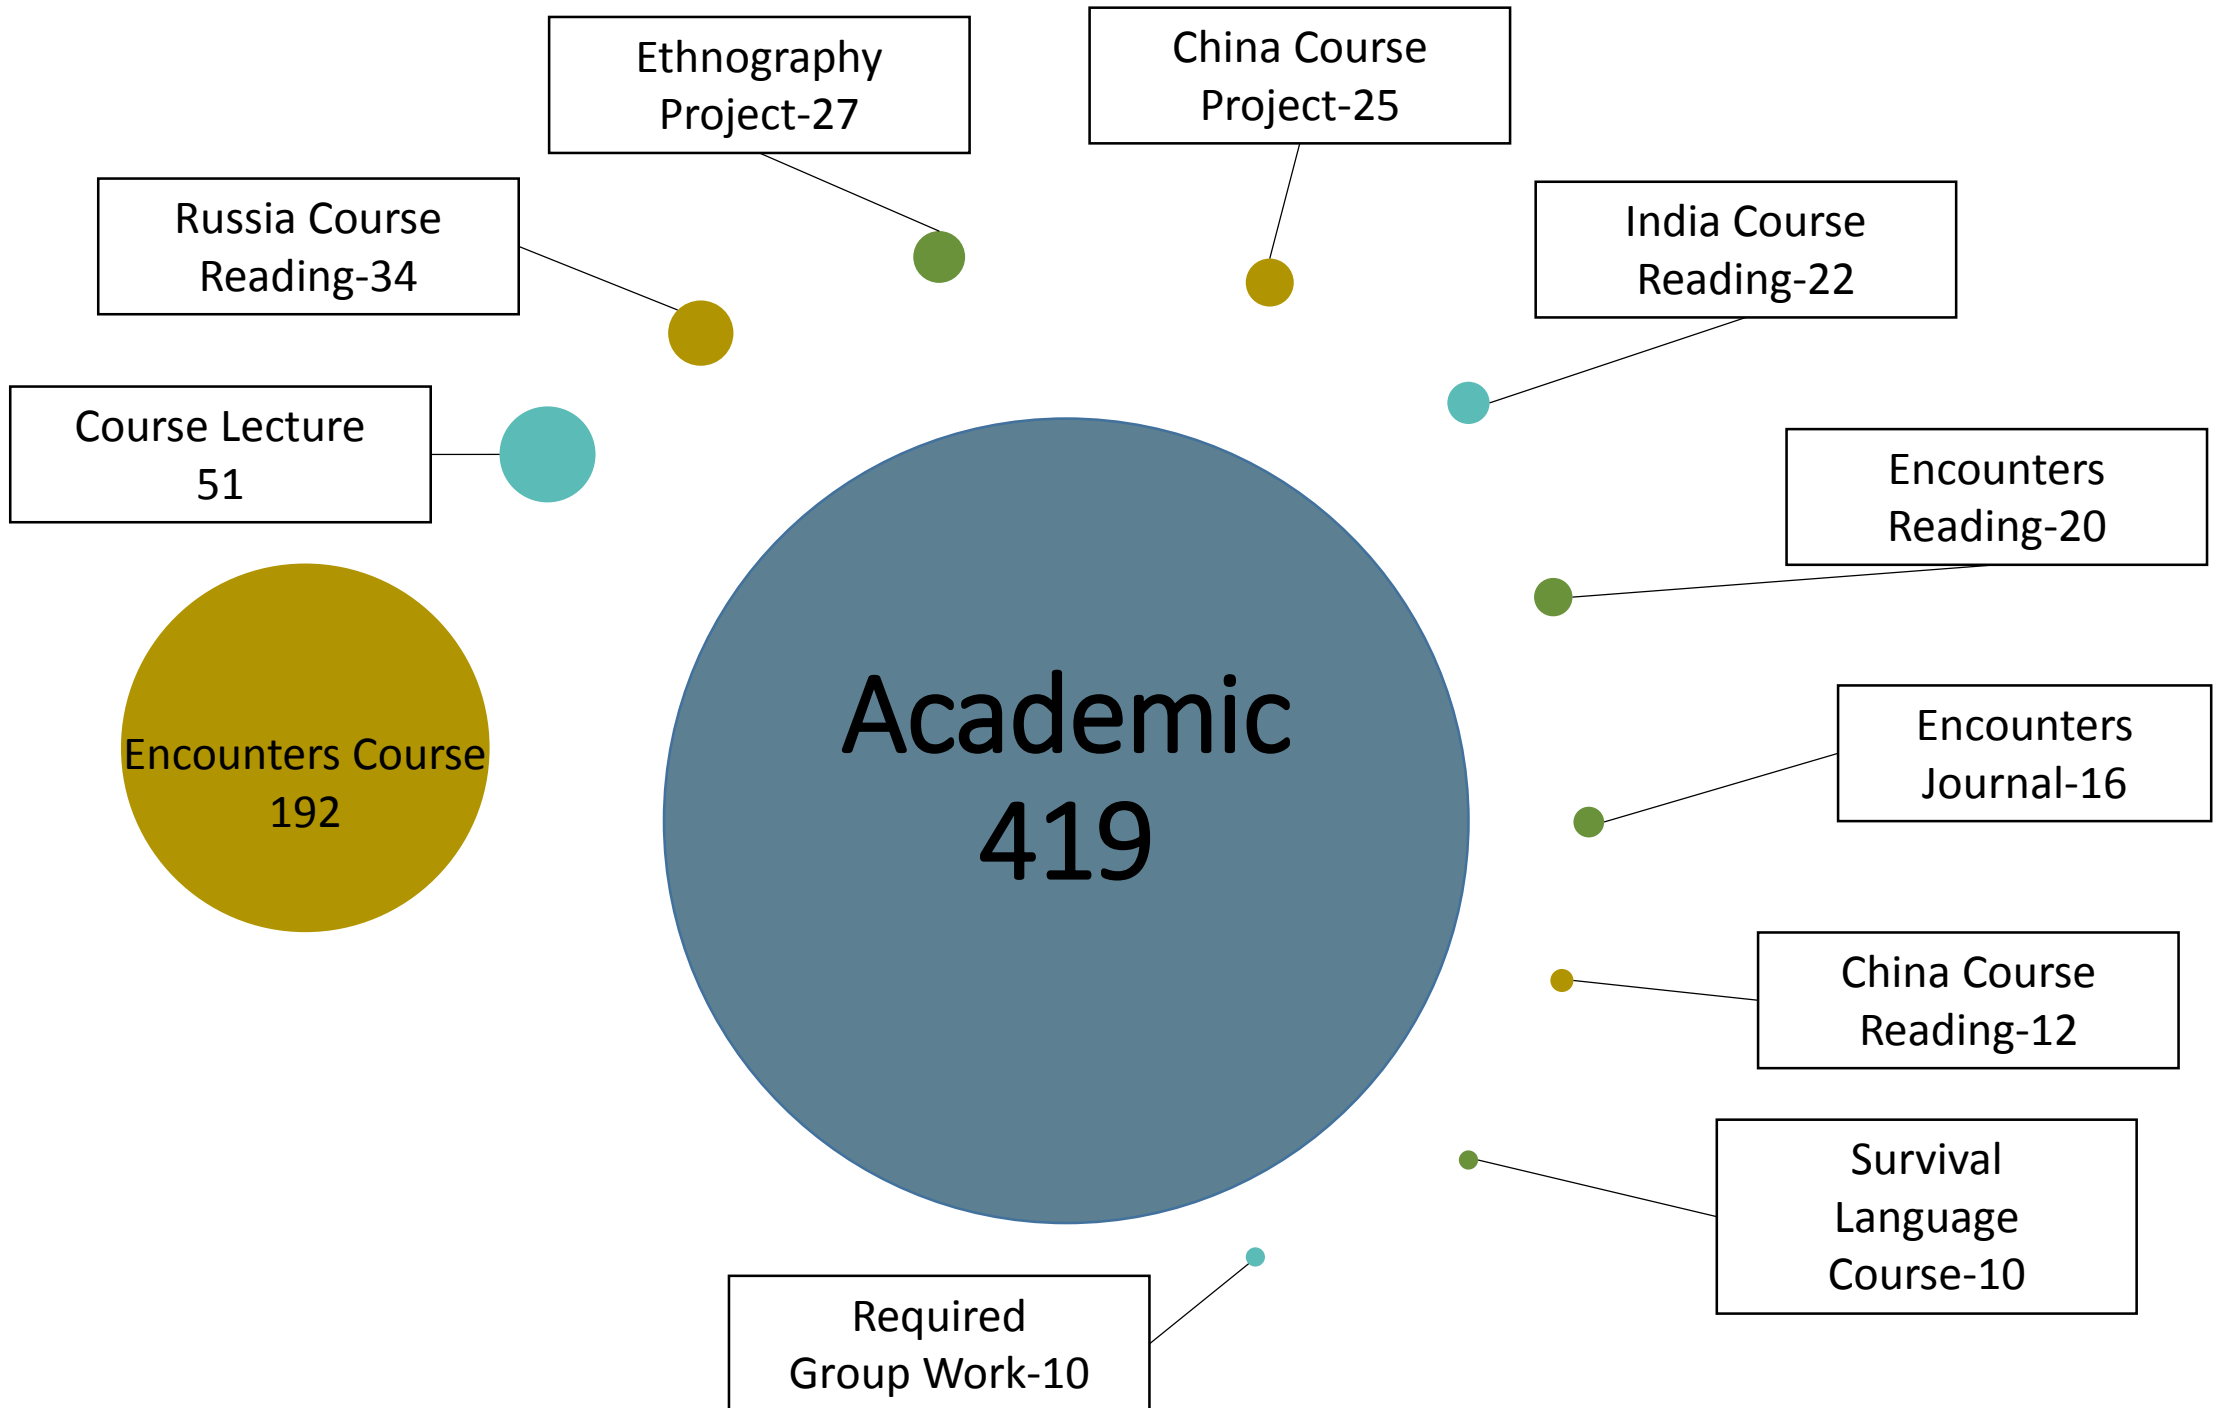 Ethnography
Project-27
China Course
Project-25
Russia Course
Reading-34
India Course
Reading-22
Course Lecture
51
Encounters
Reading-20
Encounters Course
192
Academic
419
Encounters
Journal-16
China Course
Reading-12
Survival
Language
Course-10
Required
Group Work-10